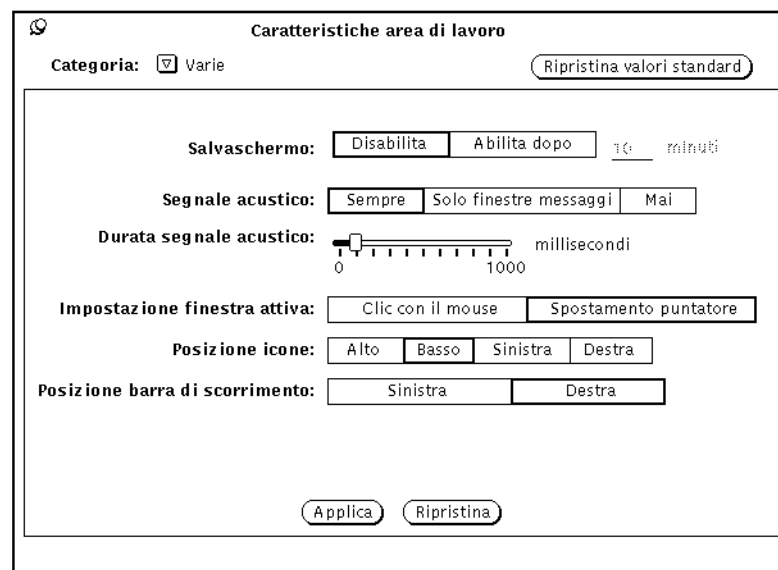 Caratteristiche area di lavoro
Categoria: Varie Ripristina valori standard
Salvaschermo: Disabilita Abilita dopo 10 minuti
Segnale acustico: Sempre Solo finestre messaggi Mai
Durata segnale acustico: millisecondi
0 1000
Impostazione finestra attiva: Clic con il mouse Spostamento puntatore
Posizione icone: Alto Basso Sinistra Destra
Posizione barra di scorrimento: Sinistra Destra
Applica Ripristina